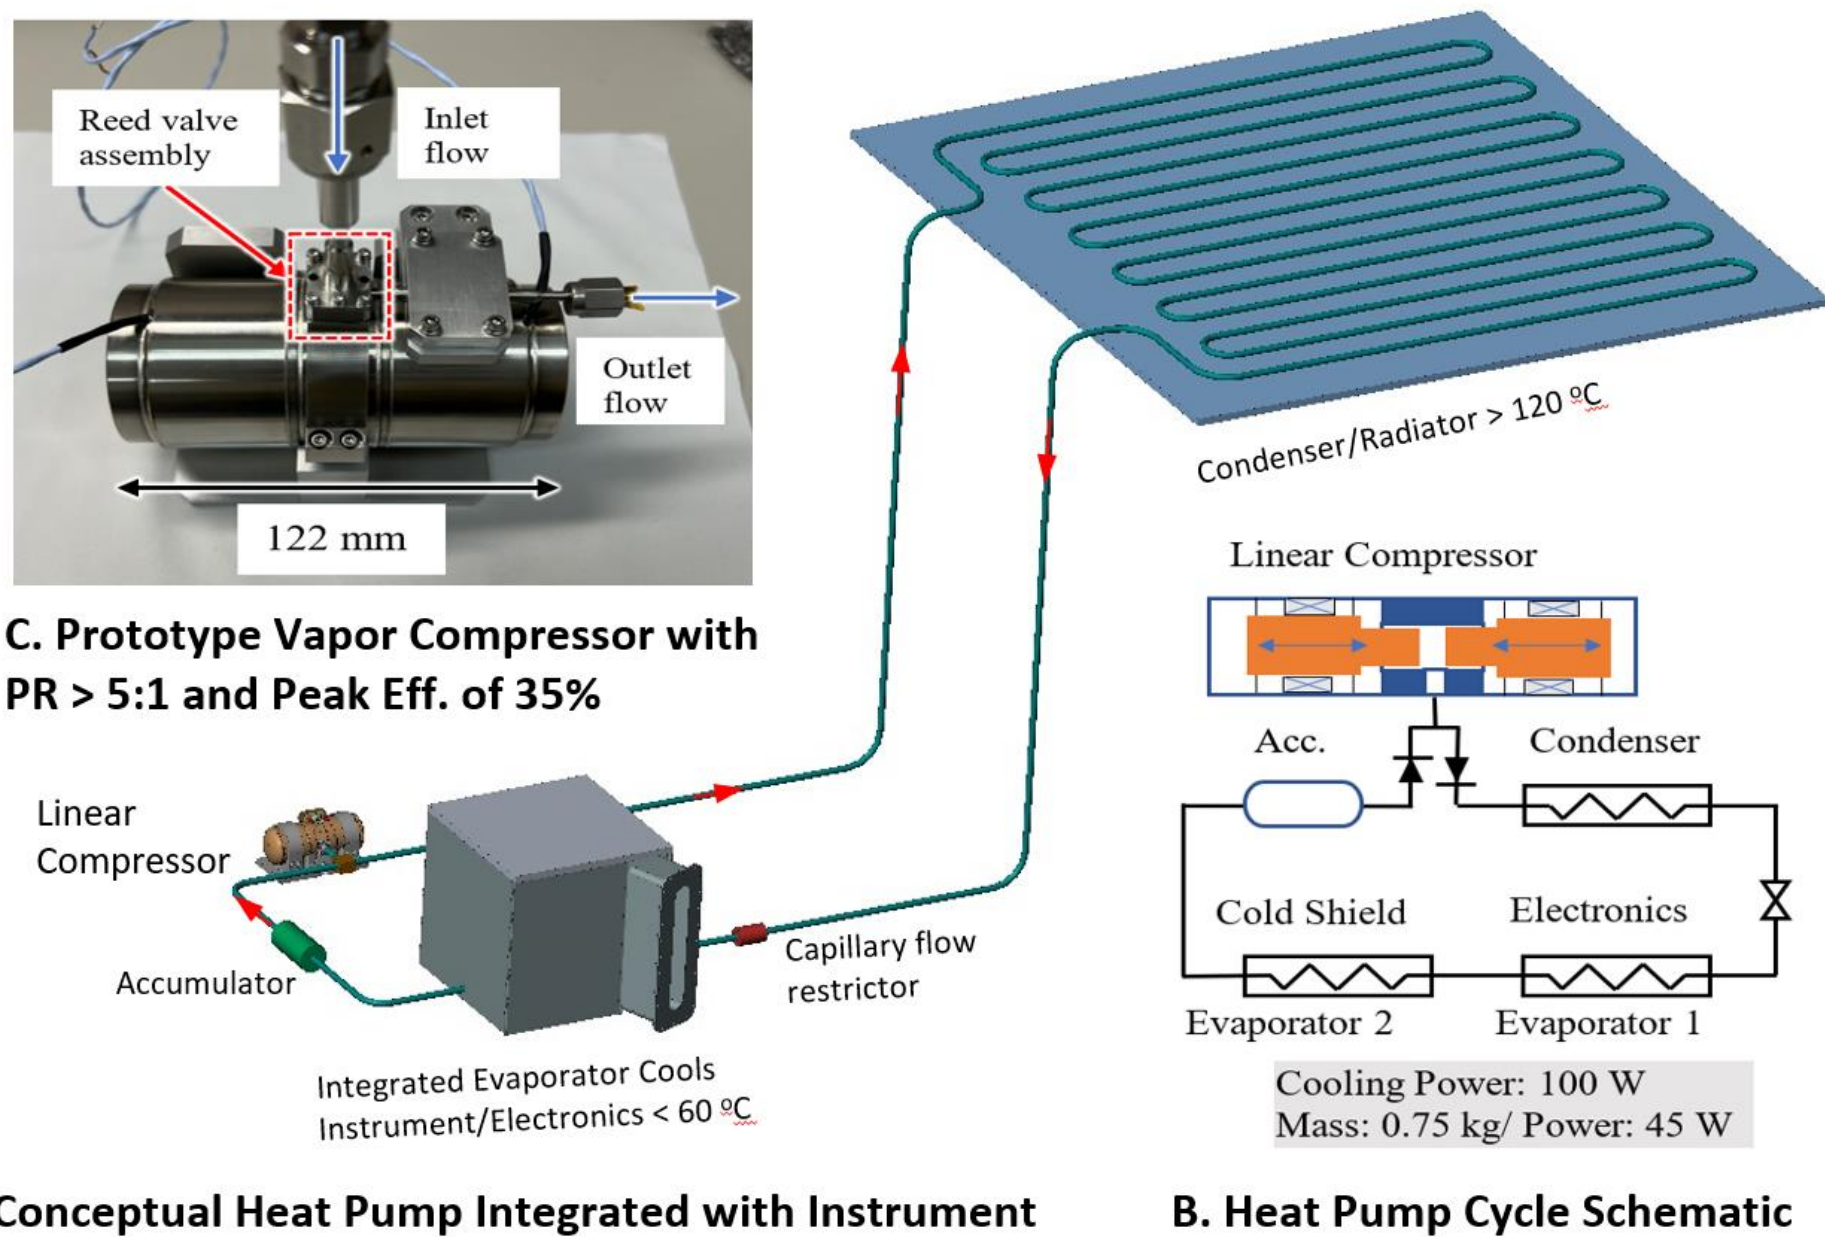 Reed valve
assembly
Inlet
flow
Outlet
flow
122 mm
C. Prototype Vapor Compressor with
PR > 5:1 and Peak Eff. of 35%
Condenser/Radiator > 120 ºC
Linear
Compressor
Accumulator
Capillary flow
restrictor
Integrated Evaporator Cools
Instrument/Electronics < 60 ºC
Conceptual Heat Pump Integrated with Instrument
Linear Compressor
Acc.
Condenser
Cold Shield
Electronics
Evaporator 2
Evaporator 1
Cooling Power: 100 W
Mass: 0.75 kg/ Power: 45 W
B. Heat Pump Cycle Schematic